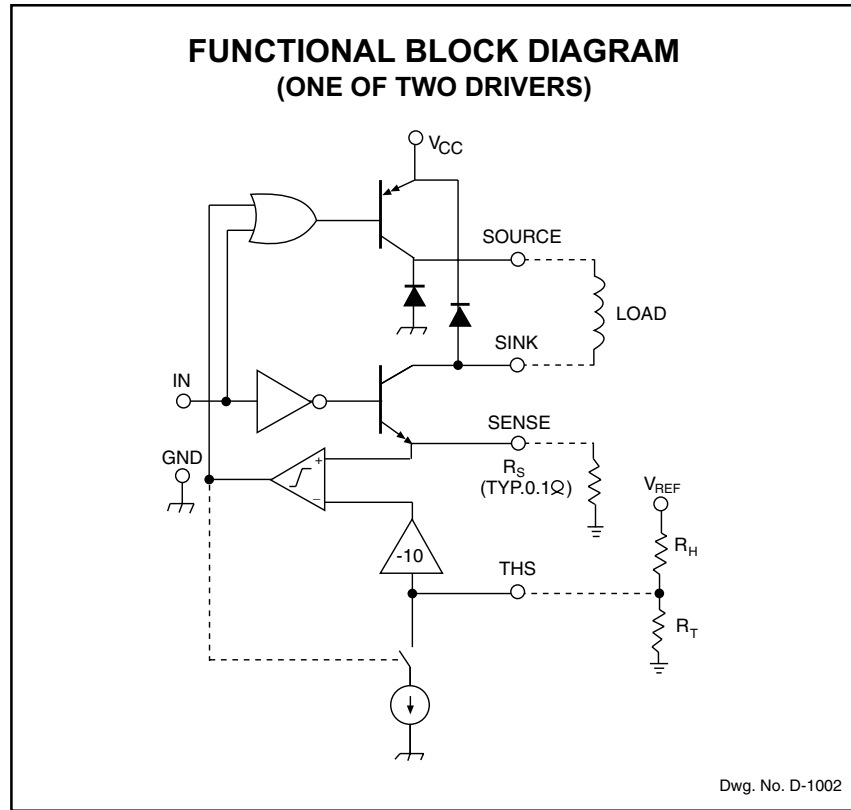 FUNCTIONAL BLOCK DIAGRAM
(ONE OF TWO DRIVERS)
VCC
SOURCE
LOAD
SINK
IN
SENSE
GND
RS
(TYP.0.1Ω)
+
−
VREF
-10
RH
THS
RT
Dwg. No. D-1002